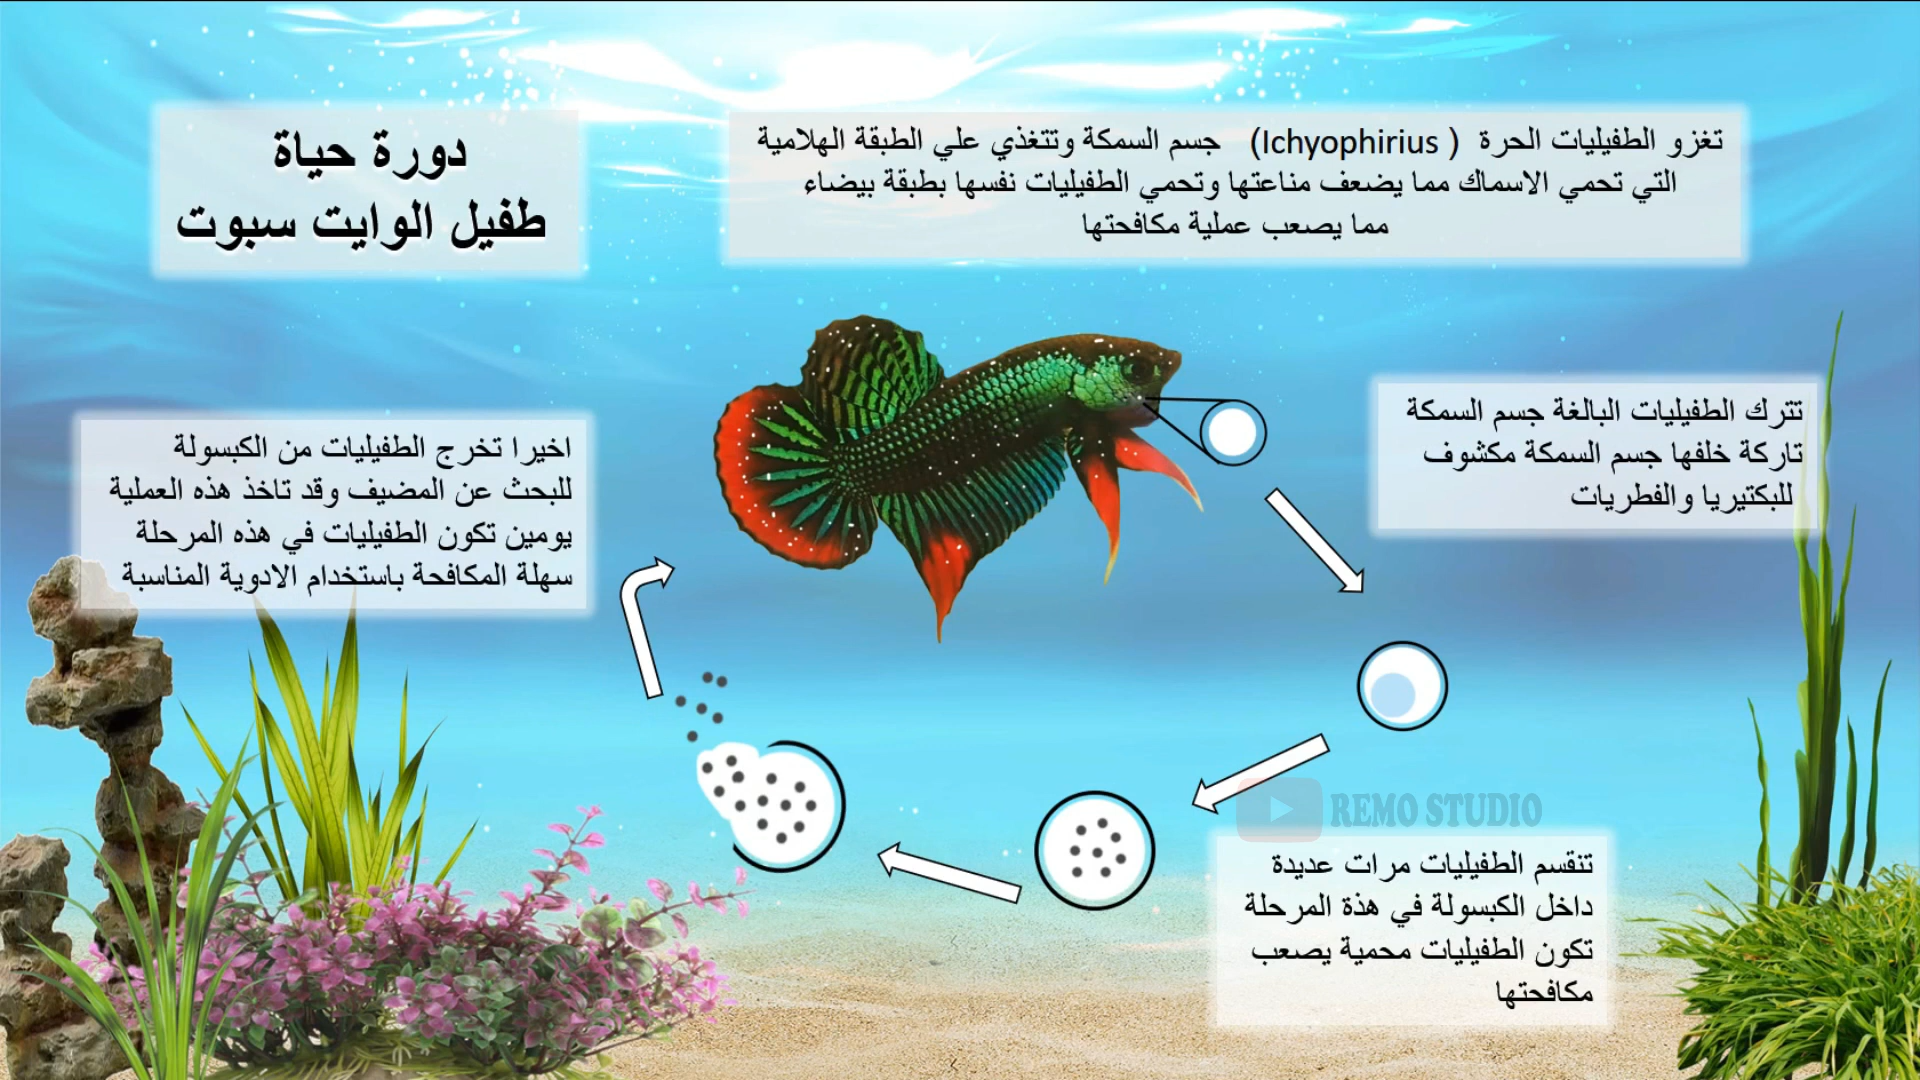 دورة حياة
طفيل الوايت سبوت
تغزو الطفيليات الحرة ( Ichyophirius) جسم السمكة وتتغذي علي الطبقة الهلامية
التي تحمي الاسماك مما يضعف مناعتها وتحمي الطفيليات نفسها بطبقة بيضاء
مما يصعب عملية مكافحتها
تترك الطفيليات البالغة جسم السمكة
تاركة خلفها جسم السمكة مكشوف
للبكتيريا والفطريات
تنقسم الطفيليات مرات عديدة
داخل الكبسولة في هذة المرحلة
تكون الطفيليات محمية يصعب
مكافحتها
اخيرا تخرج الطفيليات من الكبسولة
للبحث عن المضيف وقد تاخذ هذه العملية
يومين تكون الطفيليات في هذه المرحلة
سهلة المكافحة باستخدام الادوية المناسبة
REMO STUDIO